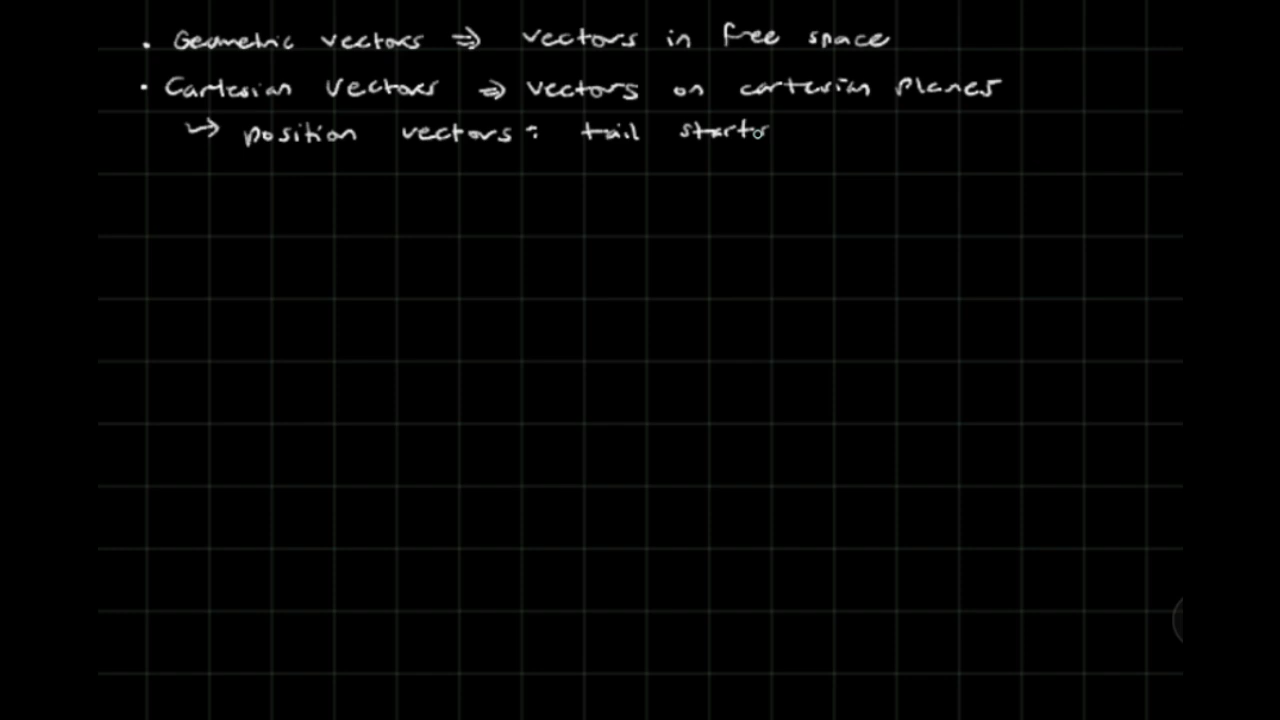 • Geometric vectors ⇒ vectors in free space
• Cartesian Vectors ⇒ vectors on cartesian planes
↳ position vectors: tail starts